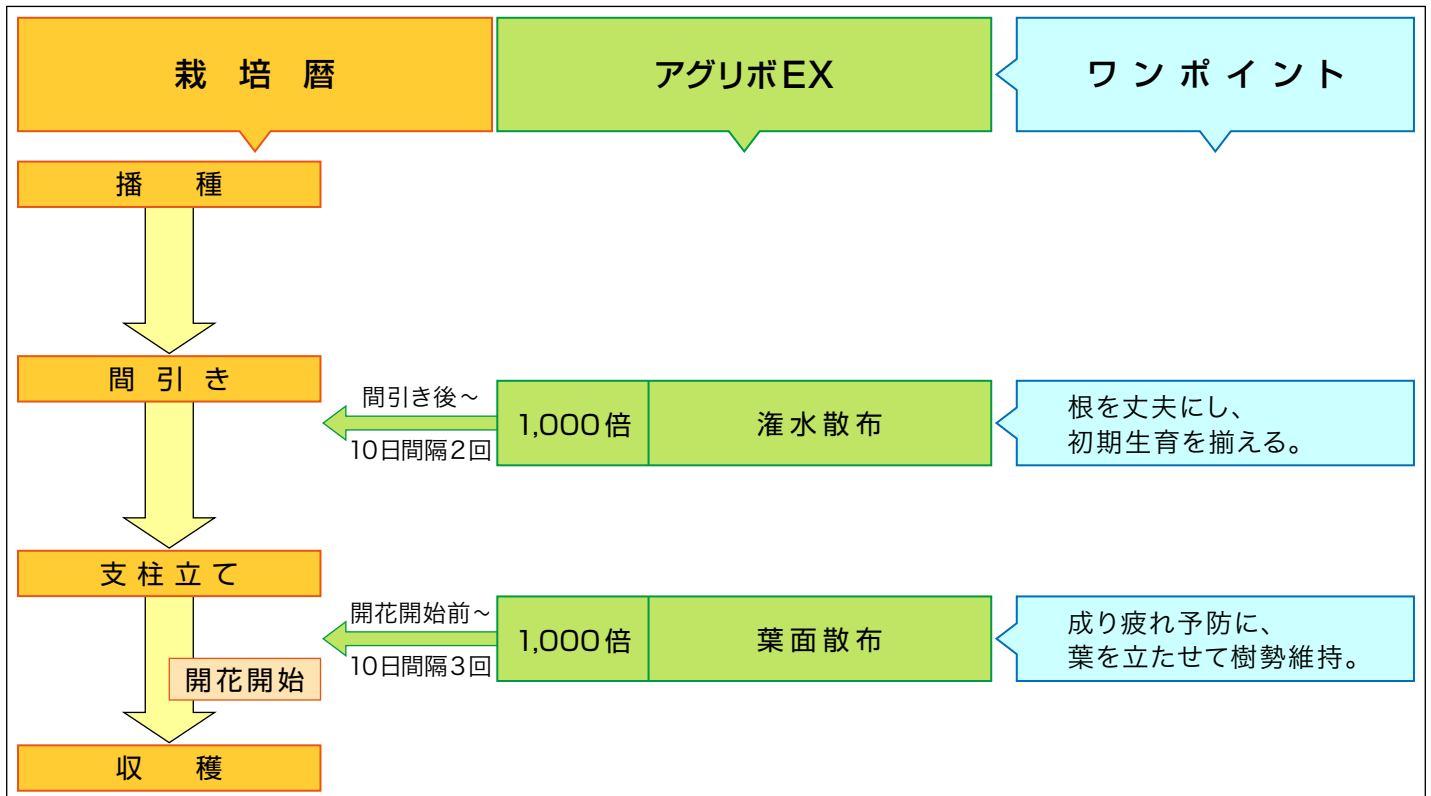 栽培暦
アグリボEX
ワンポイント
播種
間引き
間引き後～
10日間隔2回
1,000倍
潅水散布
根を丈夫にし、
初期生育を揃える。
支柱立て
開花開始前～
10日間隔3回
1,000倍
葉面散布
成り疲れ予防に、
葉を立たせて樹勢維持。
開花開始
収穫